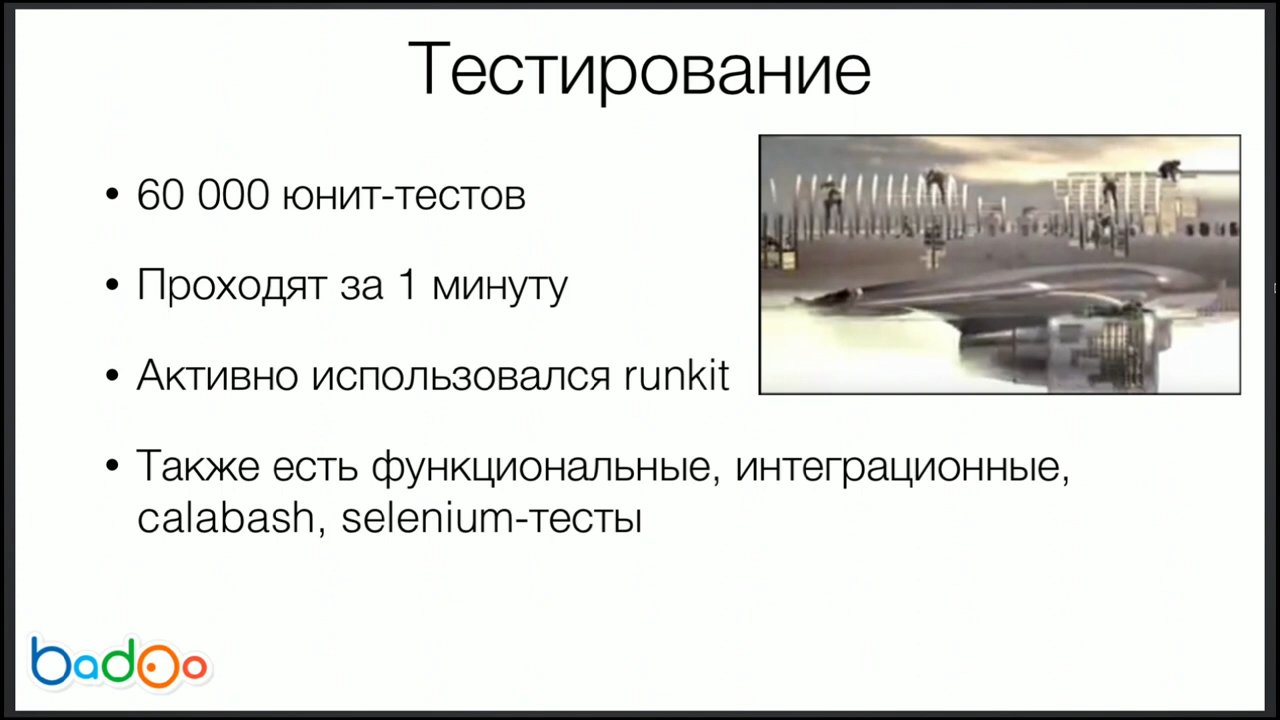 Тестирование
• 60 000 юнит-тестов
• Проходят за 1 минуту
• Активно использовался runkit
• Также есть функциональные, интеграционные,
calabash, selenium-тесты
badoo